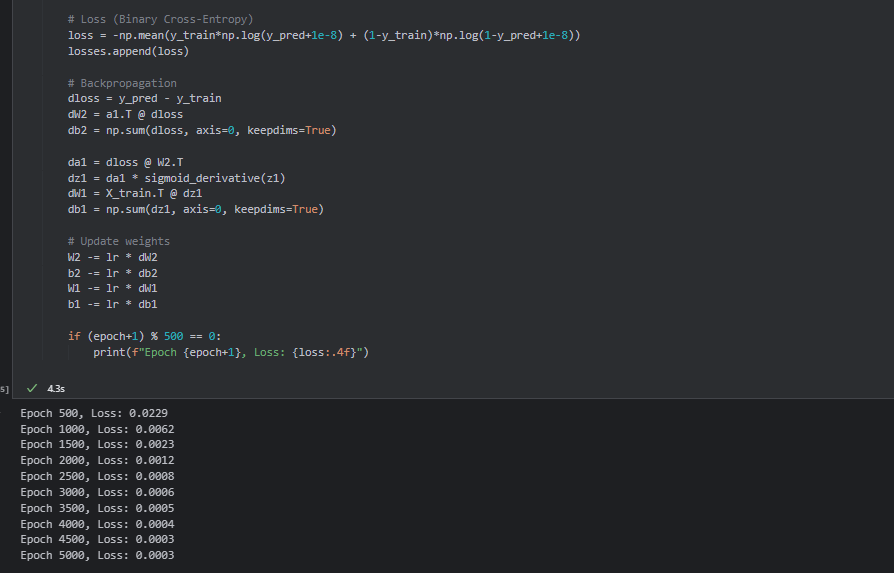 # Loss (Binary Cross-Entropy)
loss = -np.mean(y_train*np.log(y_pred+1e-8) + (1-y_train)*np.log(1-y_pred+1e-8))
losses.append(loss)
# Backpropagation
dloss = y_pred - y_train
dW2 = a1.T @ dloss
db2 = np.sum(dloss, axis=0, keepdims=True)
da1 = dloss @ W2.T
dz1 = da1 * sigmoid_derivative(z1)
dW1 = X_train.T @ dz1
db1 = np.sum(dz1, axis=0, keepdims=True)
# Update weights
W2 -= lr * dW2
b2 -= lr * db2
W1 -= lr * dW1
b1 -= lr * db1
if (epoch+1) % 500 == 0:
print(f"Epoch {epoch+1}, Loss: {loss:.4f}")
s] 4.3s
Epoch 500, Loss: 0.0229
Epoch 1000, Loss: 0.0062
Epoch 1500, Loss: 0.0023
Epoch 2000, Loss: 0.0012
Epoch 2500, Loss: 0.0008
Epoch 3000, Loss: 0.0006
Epoch 3500, Loss: 0.0005
Epoch 4000, Loss: 0.0004
Epoch 4500, Loss: 0.0003
Epoch 5000, Loss: 0.0003